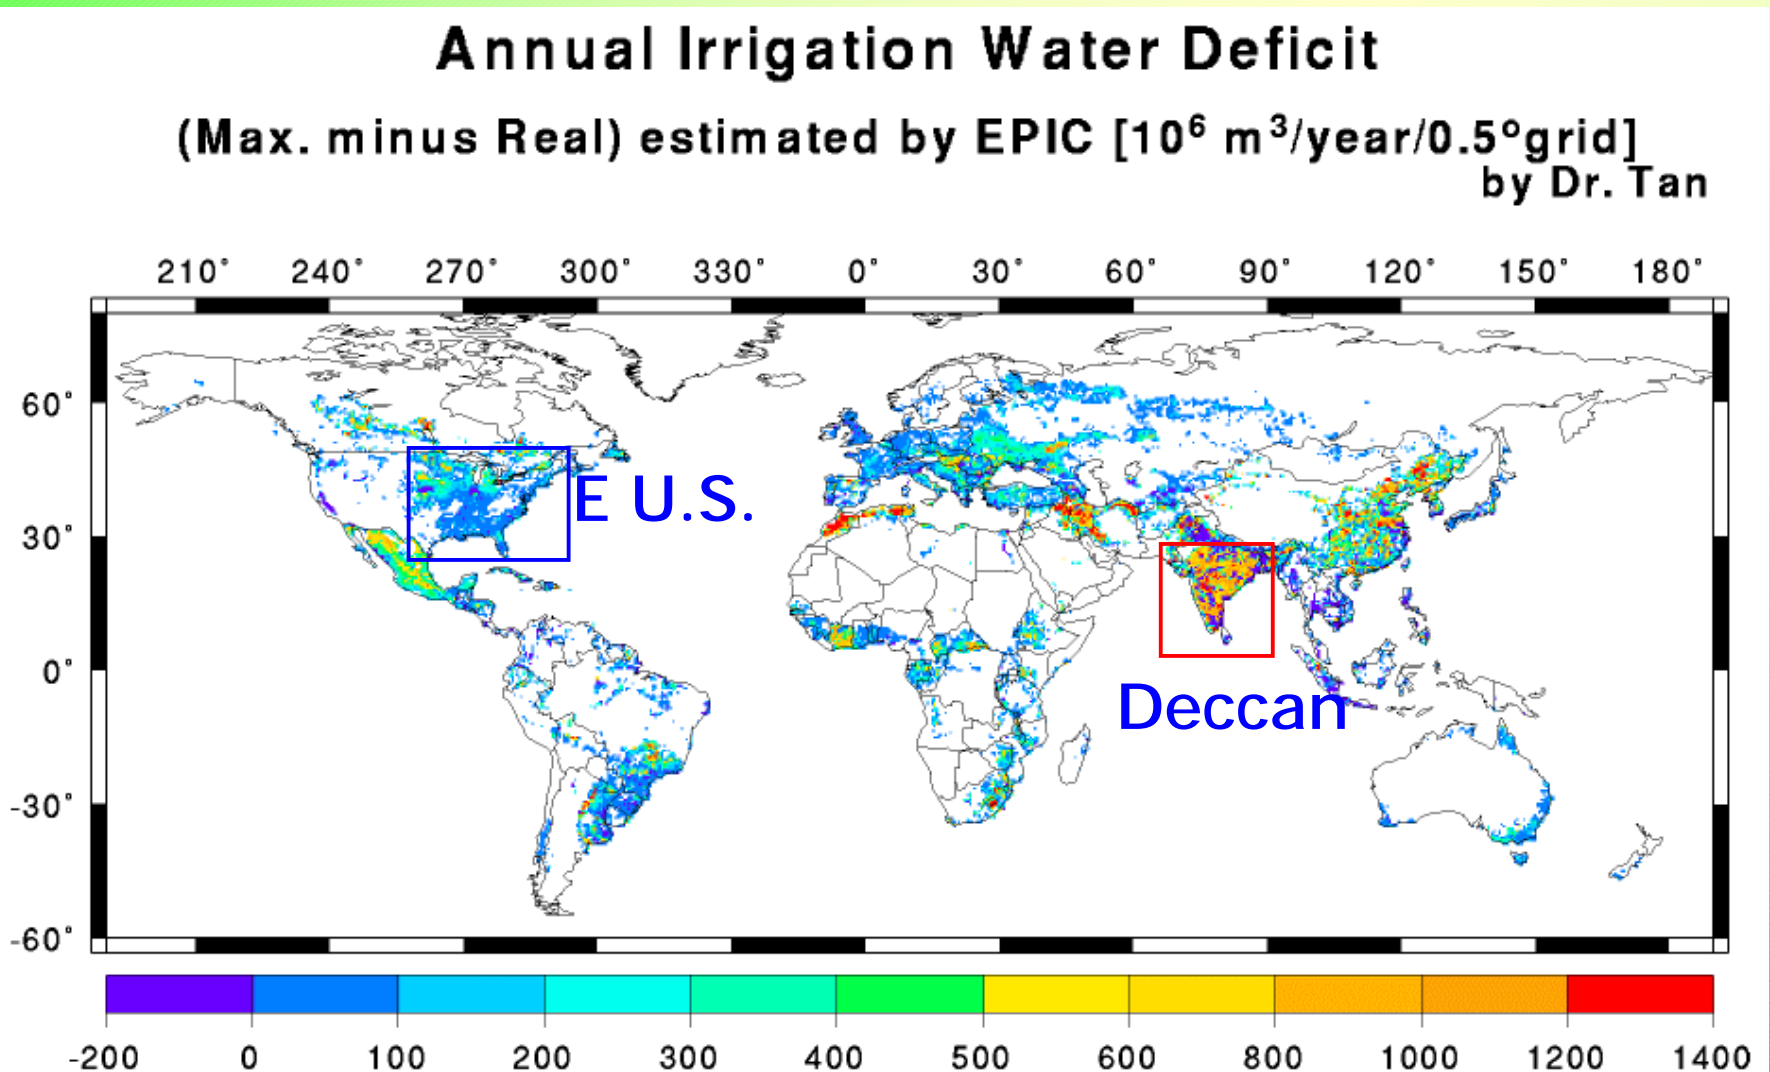 Annual Irrigation Water Deficit
(Max. minus Real) estimated by EPIC [10⁶ m³/year/0.5°grid]
by Dr. Tan
210° 240° 270° 300° 330° 0° 30° 60° 90° 120° 150° 180°
60°
E U.S.
30°
0°
Deccan
-30°
-60°
-200 0 100 200 300 400 500 600 800 1000 1200 1400